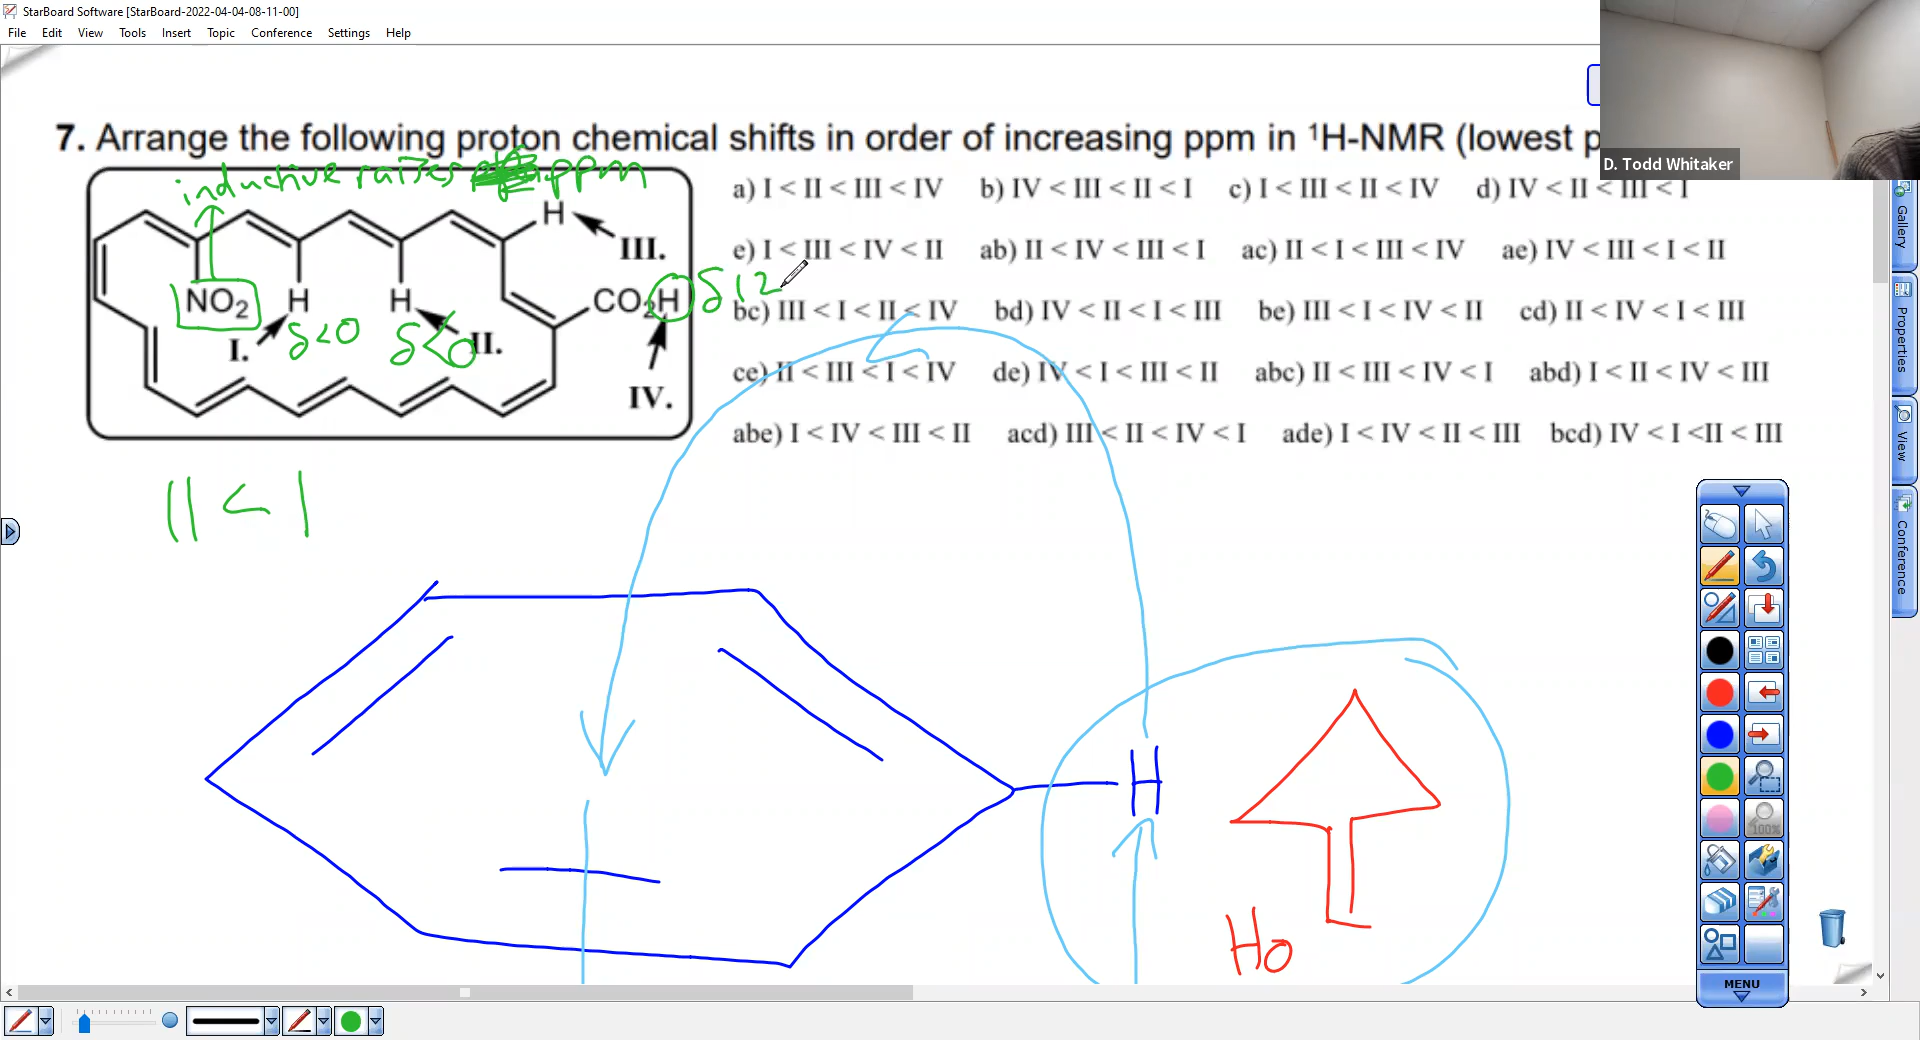 StarBoard Software [StarBoard-2022-04-04-08-11-00]
File Edit View Tools Insert Topic Conference Settings Help
D. Todd Whitaker
7. Arrange the following proton chemical shifts in order of increasing ppm in ¹H-NMR (lowest p
inductive raises ppm
a) I < II < III < IV b) IV < III < II < I c) I < III < II < IV d) IV < II < III < I
H
III.
e) I < III < IV < II ab) II < IV < III < I ac) II < I < III < IV ae) IV < III < I < II
NO2 H H CO2H δ 12
bc) III < I < II < IV bd) IV < II < I < III be) III < I < IV < II cd) II < IV < I < III
I. δ<0 δ<0 II.
IV.
ce) II < III < I < IV de) IV < I < III < II abc) II < III < IV < I abd) I < II < IV < III
abe) I < IV < III < II acd) III < II < IV < I ade) I < IV < II < III bcd) IV < I <II < III
II < I
H
Ho
Gallery
Properties
View
Conference
100%
MENU